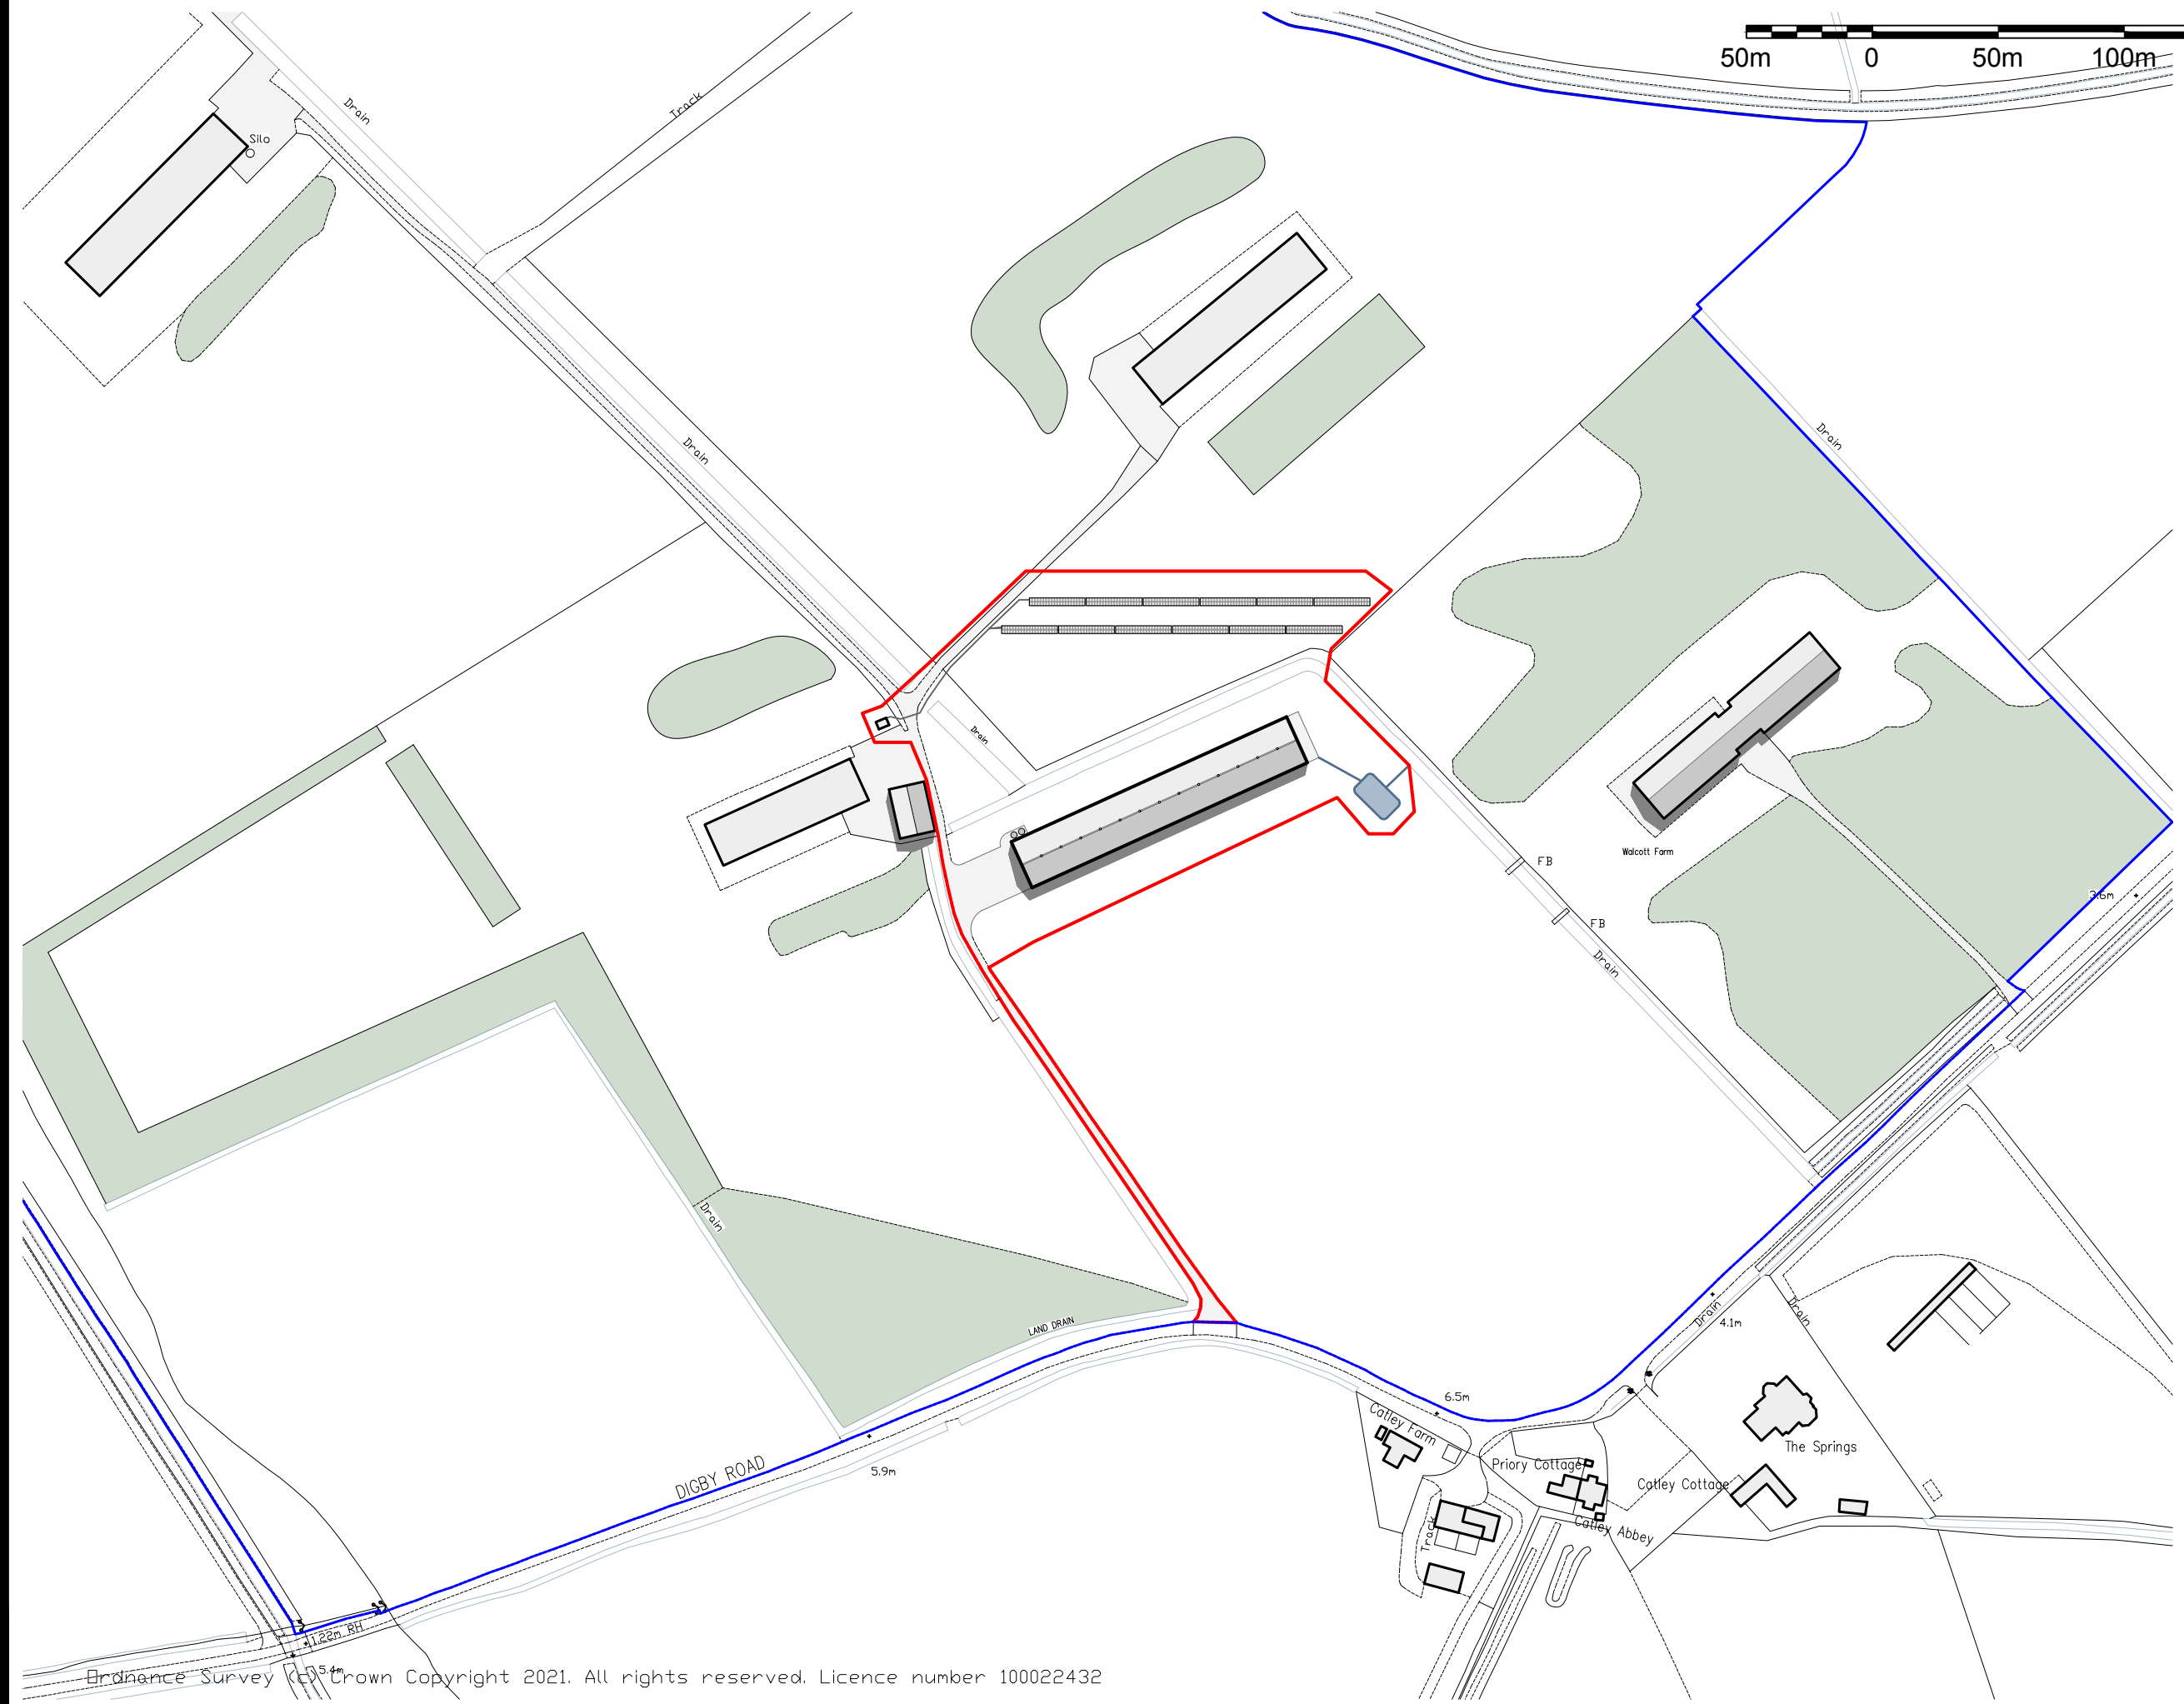 50m 0 50m 100m
Drain
Track
Silo
Drain
Drain
Drain
Walcott Farm
FB
3.6m
FB
Drain
Drain
LAND DRAIN
Drain
Drain
4.1m
6.5m
Catley Farm
The Springs
DIGBY ROAD
5.9m
Priory Cottage
Catley Cottage
Track
Catley Abbey
1.22m RH
5.4m
Ordnance Survey (c) Crown Copyright 2021. All rights reserved. Licence number 100022432